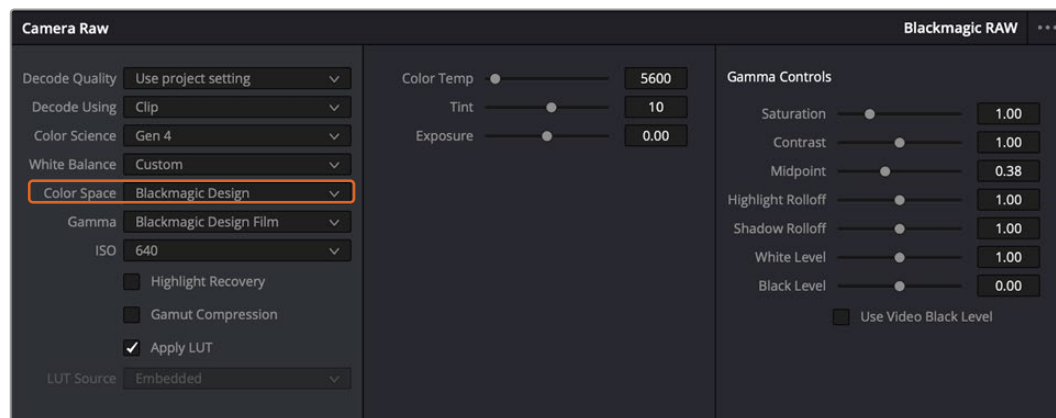 Camera Raw
Blackmagic RAW
Decode Quality Use project setting
Decode Using Clip
Color Science Gen 4
White Balance Custom
Color Space Blackmagic Design
Gamma Blackmagic Design Film
ISO 640
Highlight Recovery
Gamut Compression
Apply LUT
LUT Source Embedded
Color Temp 5600
Tint 10
Exposure 0.00
Gamma Controls
Saturation 1.00
Contrast 1.00
Midpoint 0.38
Highlight Rolloff 1.00
Shadow Rolloff 1.00
White Level 1.00
Black Level 0.00
Use Video Black Level